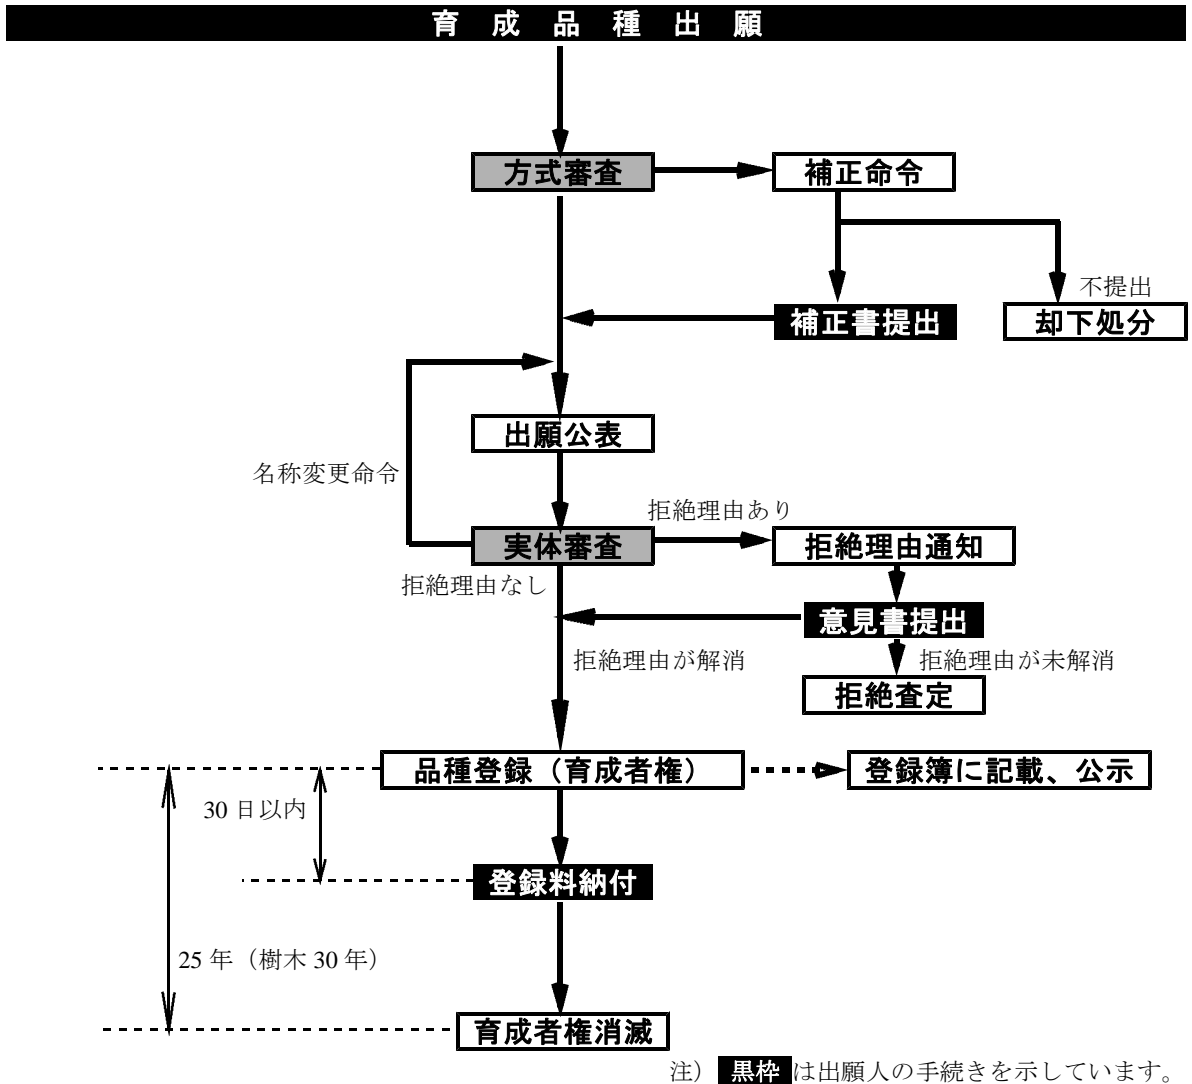 育成品種出願
方式審査
補正命令
不提出
補正書提出
却下処分
出願公表
名称変更命令
拒絶理由あり
実体審査
拒絶理由通知
拒絶理由なし
意見書提出
拒絶理由が解消
拒絶理由が未解消
拒絶査定
品種登録（育成者権）
登録簿に記載、公示
30日以内
登録料納付
25年（樹木30年）
育成者権消滅
注） 黒枠 は出願人の手続きを示しています。